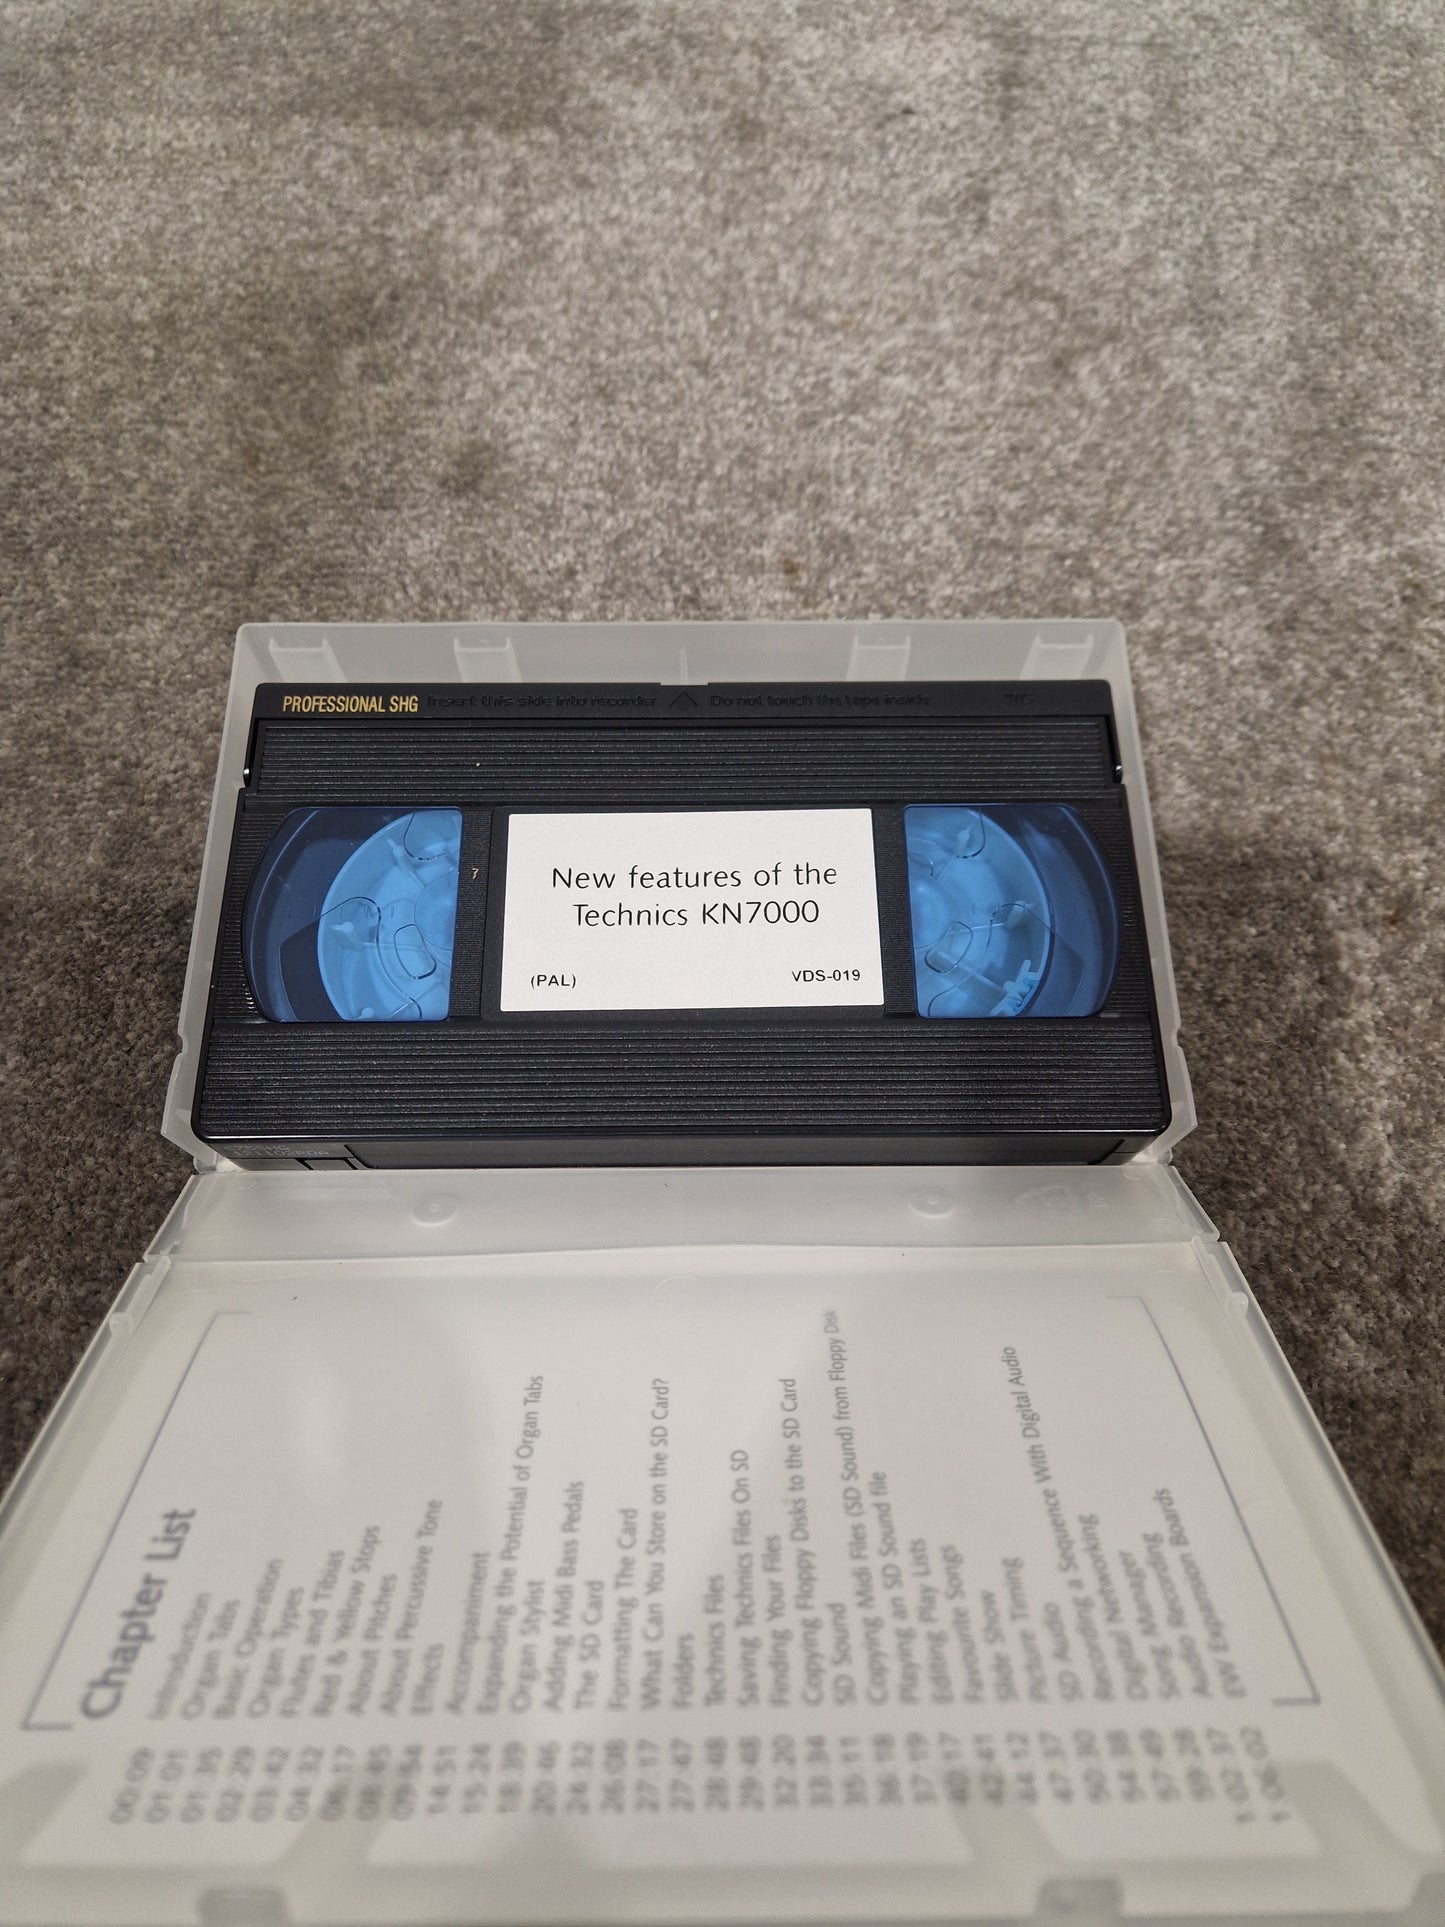 PROFESSIONAL SHG Insert this side into recorder Do not touch the tape inside
7
New features of the
Technics KN7000
(PAL) VDS-019
Chapter List
00:09 Introduction
01:01 Organ Tabs
01:35 Basic Operation
02:29 Organ Types
03:42 Flutes and Tibias
04:32 Red & Yellow Stops
06:17 About Pitches
08:45 About Percussive Tone
09:54 Effects
14:51 Accompaniment
15:24 Expanding the Potential of Organ Tabs
18:39 Organ Stylist
20:46 Adding Midi Bass Pedals
24:32 The SD Card
26:08 Formatting The Card
27:17 What Can You Store on the SD Card?
27:47 Folders
28:48 Technics Files
29:48 Saving Technics Files On SD
32:20 Finding Your Files
33:34 Copying Floppy Disks to the SD Card
35:11 SD Sound
36:18 Copying Midi Files (SD Sound) from Floppy Disk
37:19 Playing an SD Sound file
40:17 Editing Play Lists
42:41 Favourite Songs
44:12 Slide Show
47:37 Picture Timing
50:30 SD Audio
54:38 Recording a Sequence With Digital Audio
57:49 Digital Networking
59:28 Song Manager
1:02:37 Audio Recording
1:06:02 EW Expansion Boards